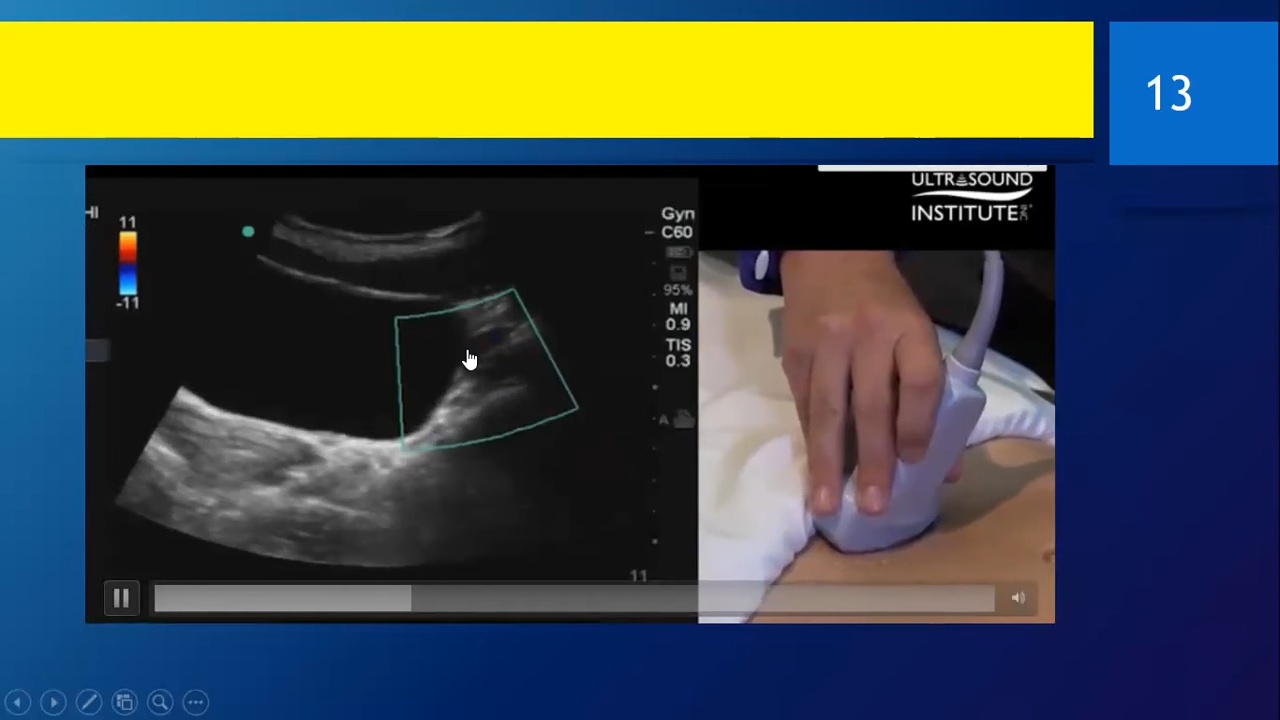 13
ULTRASOUND
INSTITUTE
HI
11
-11
Gyn
C60
95%
MI
0.9
TIS
0.3
A
11